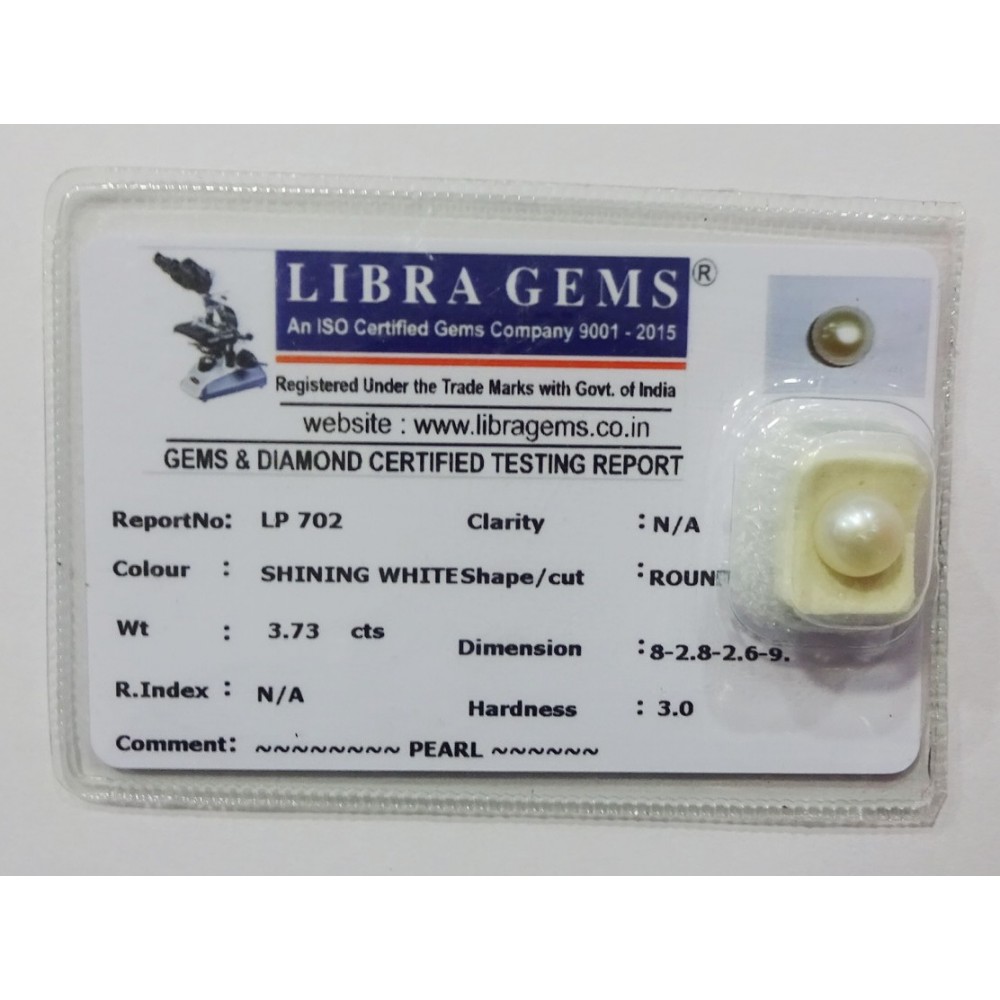 LIBRA GEMS ®
An ISO Certified Gems Company 9001 - 2015
Registered Under the Trade Marks with Govt. of India
website : www.libragems.co.in
GEMS & DIAMOND CERTIFIED TESTING REPORT
ReportNo: LP 702 Clarity : N/A
Colour : SHINING WHITE Shape/cut : ROUN
Wt : 3.73 cts Dimension : 8-2.8-2.6-9.
R.Index : N/A Hardness : 3.0
Comment: ~~~~~~~~ PEARL ~~~~~~